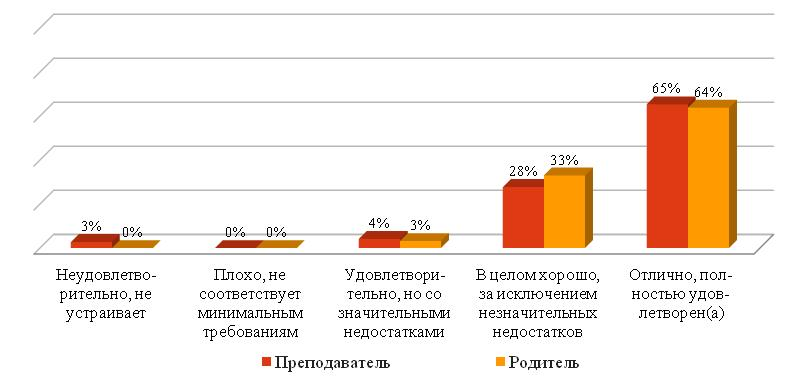 65%
64%
28%
33%
3%
0%
0%
0%
4%
3%
Неудовлетво-
рительно, не
устраивает
Плохо, не
соответствует
минимальным
требованиям
Удовлетвори-
тельно, но со
значительными
недостатками
В целом хорошо,
за исключением
незначительных
недостатков
Отлично, пол-
ностью удов-
летворен(а)
Преподаватель
Родитель